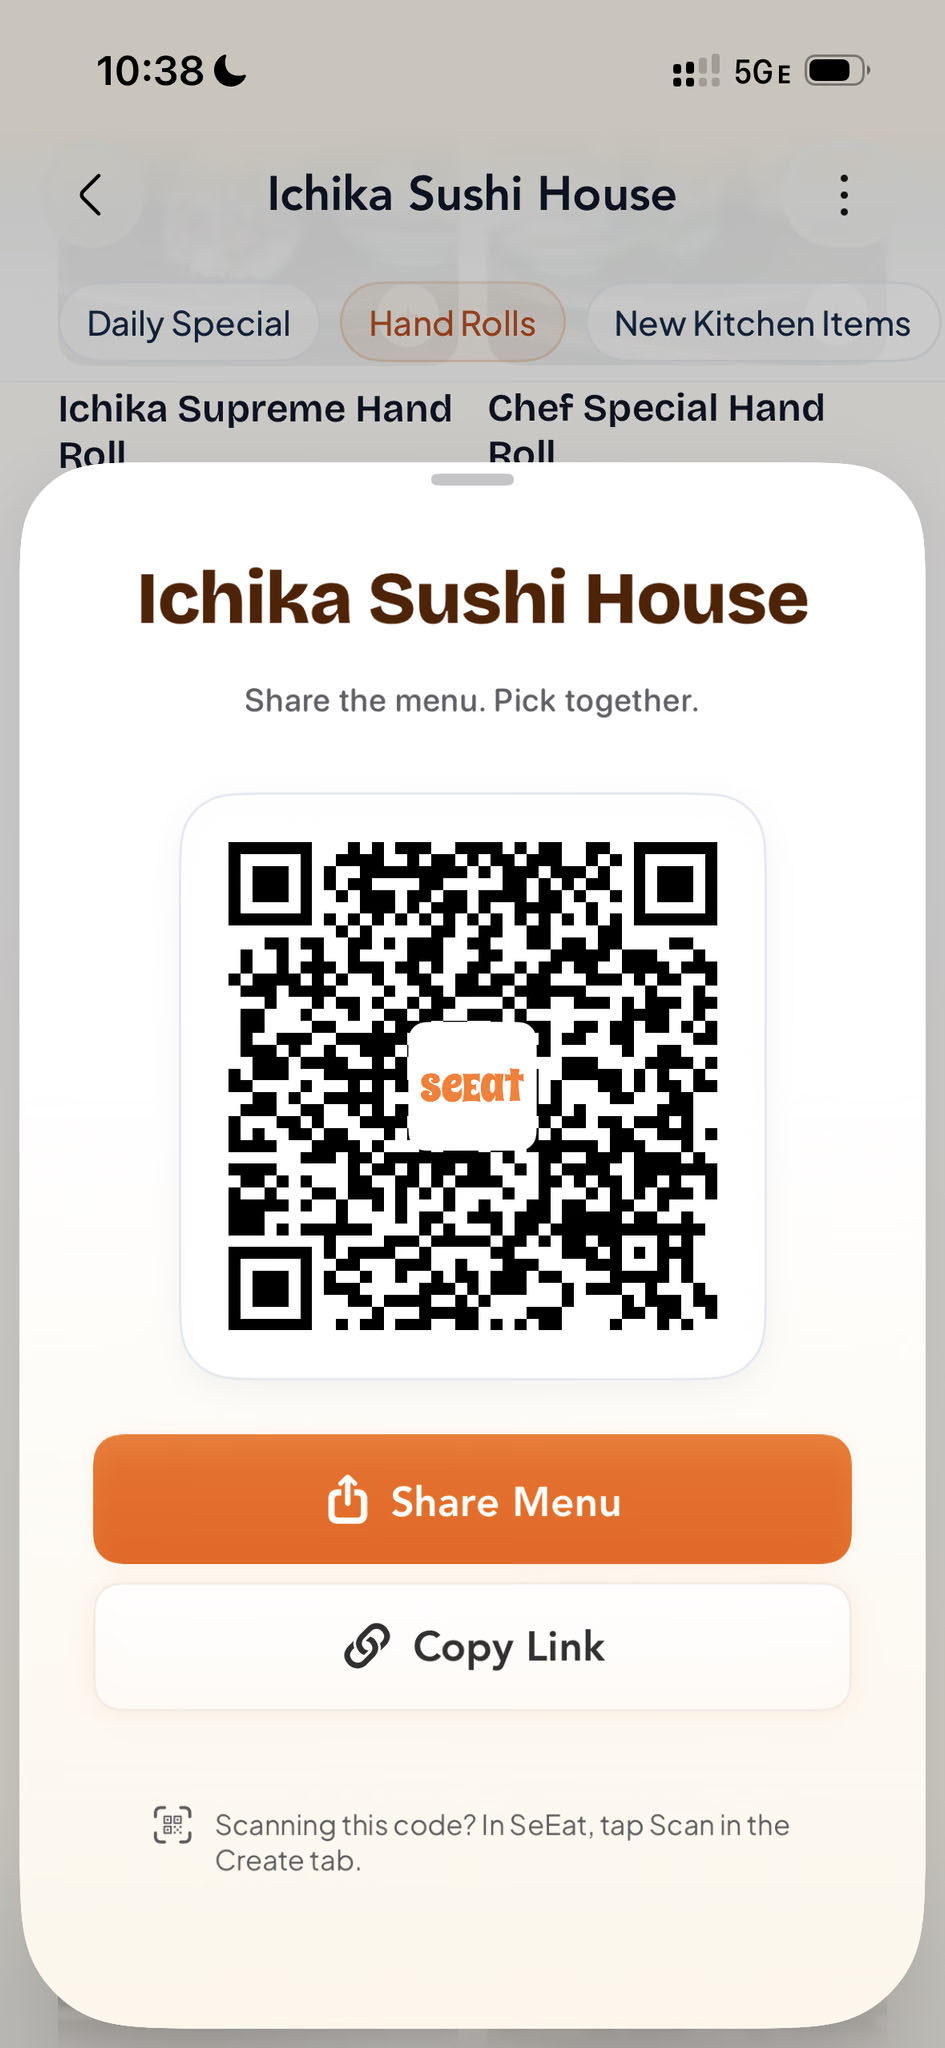 10:38
5GE
Ichika Sushi House
Daily Special
Hand Rolls
New Kitchen Items
Ichika Supreme Hand
Roll
Chef Special Hand
Roll
Ichika Sushi House
Share the menu. Pick together.
seEat
Share Menu
Copy Link
Scanning this code? In SeEat, tap Scan in the
Create tab.